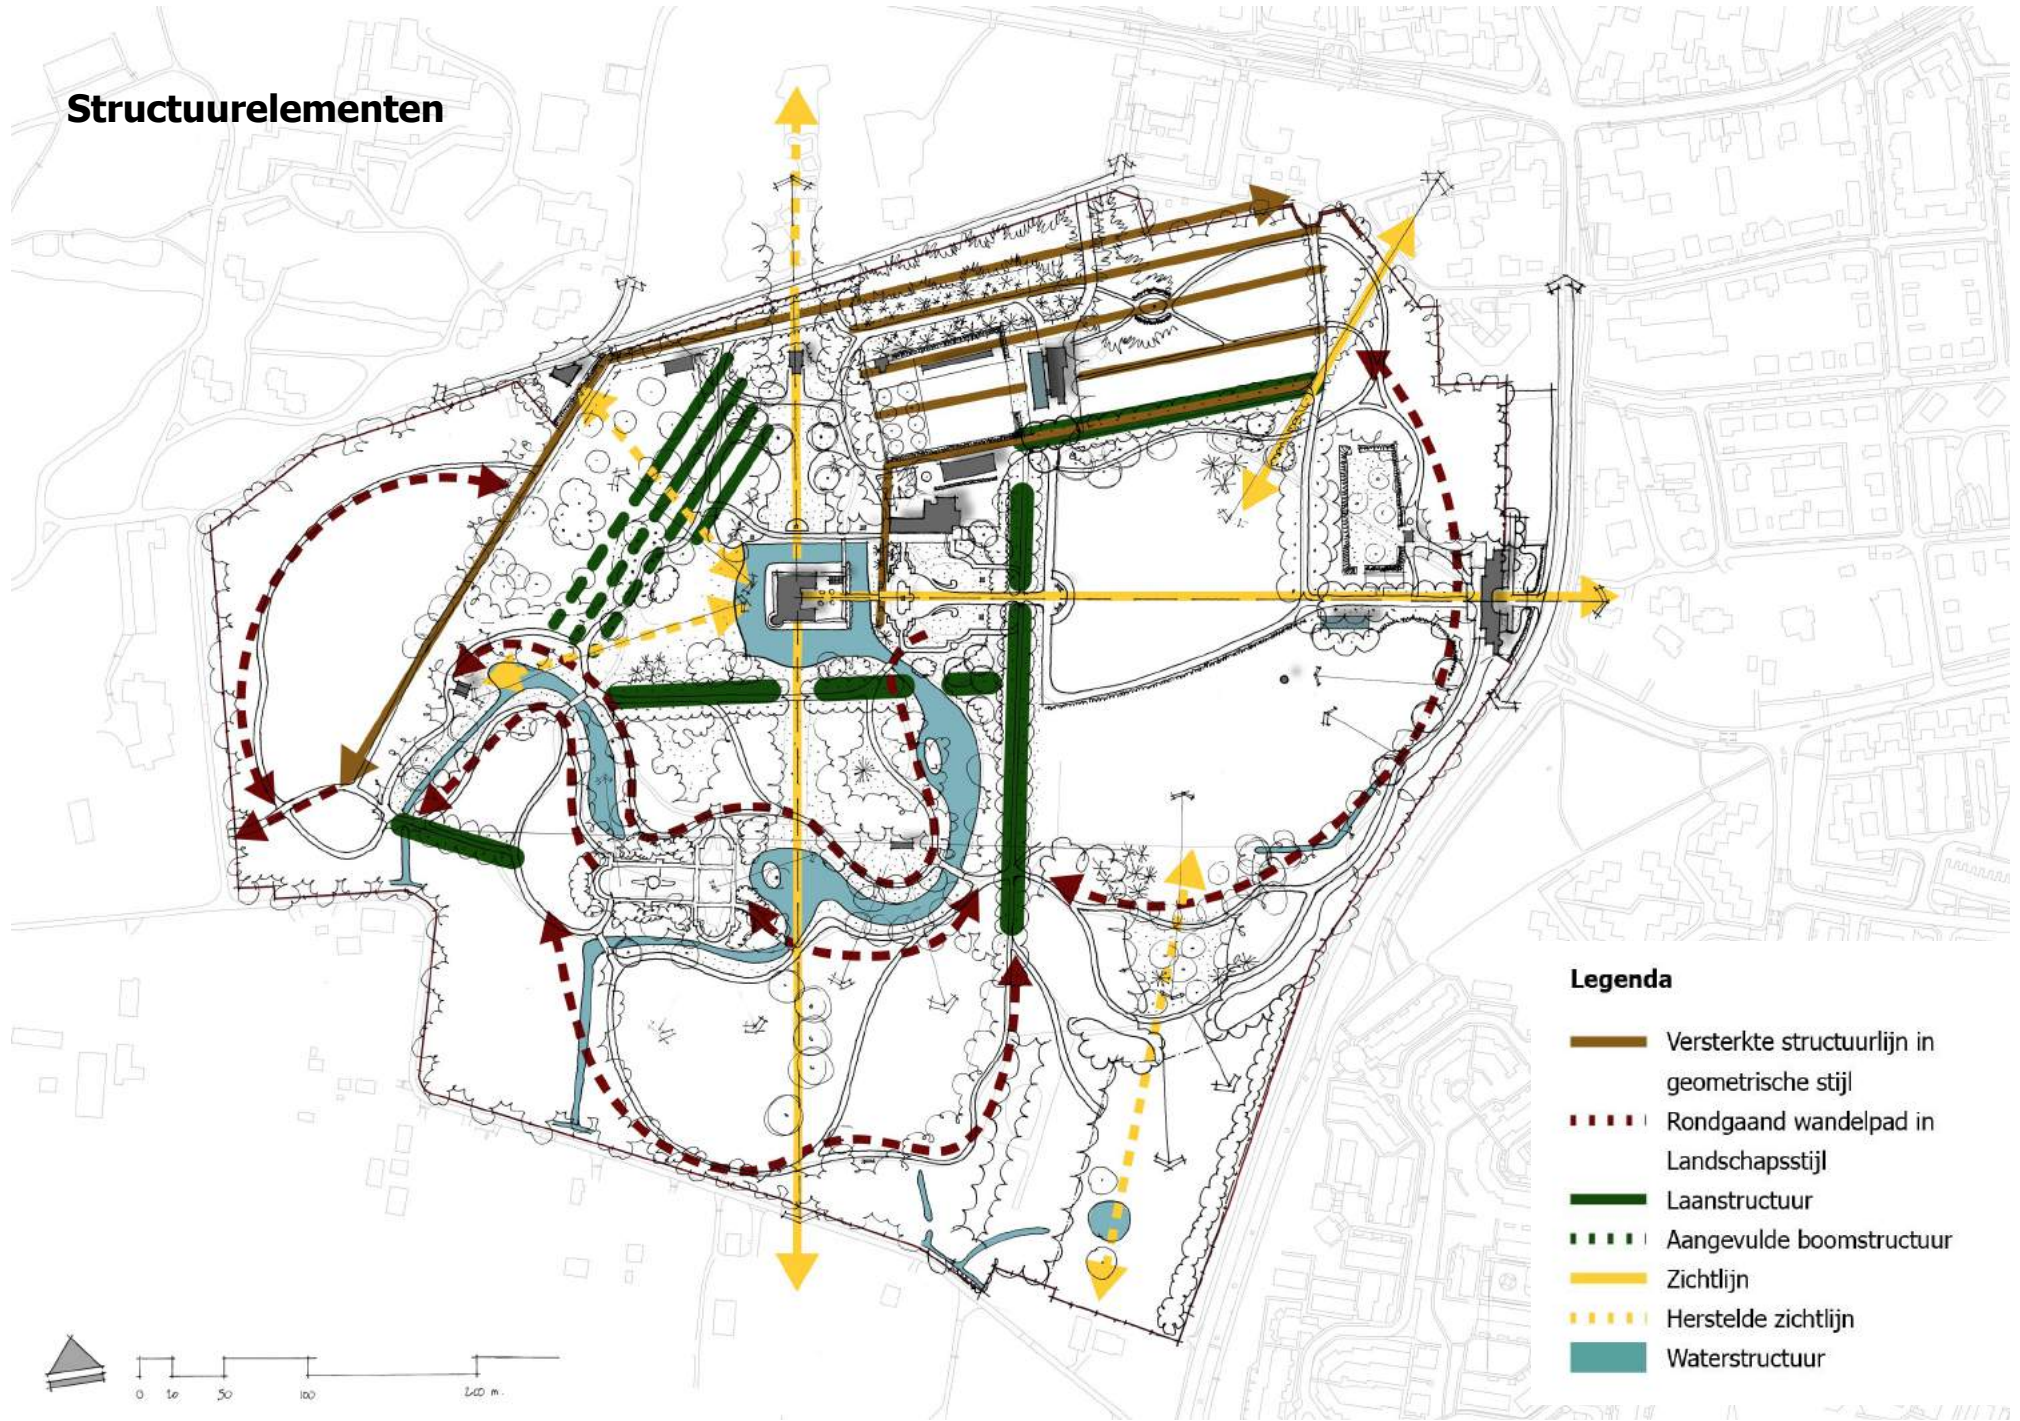 Structuurelementen
Legenda
Versterkte structuurlijn in
geometrische stijl
Rondgaand wandelpad in
Landschapsstijl
Laanstructuur
Aangevulde boomstructuur
Zichtlijn
Herstelde zichtlijn
Waterstructuur
0 20 50 100 200 m.